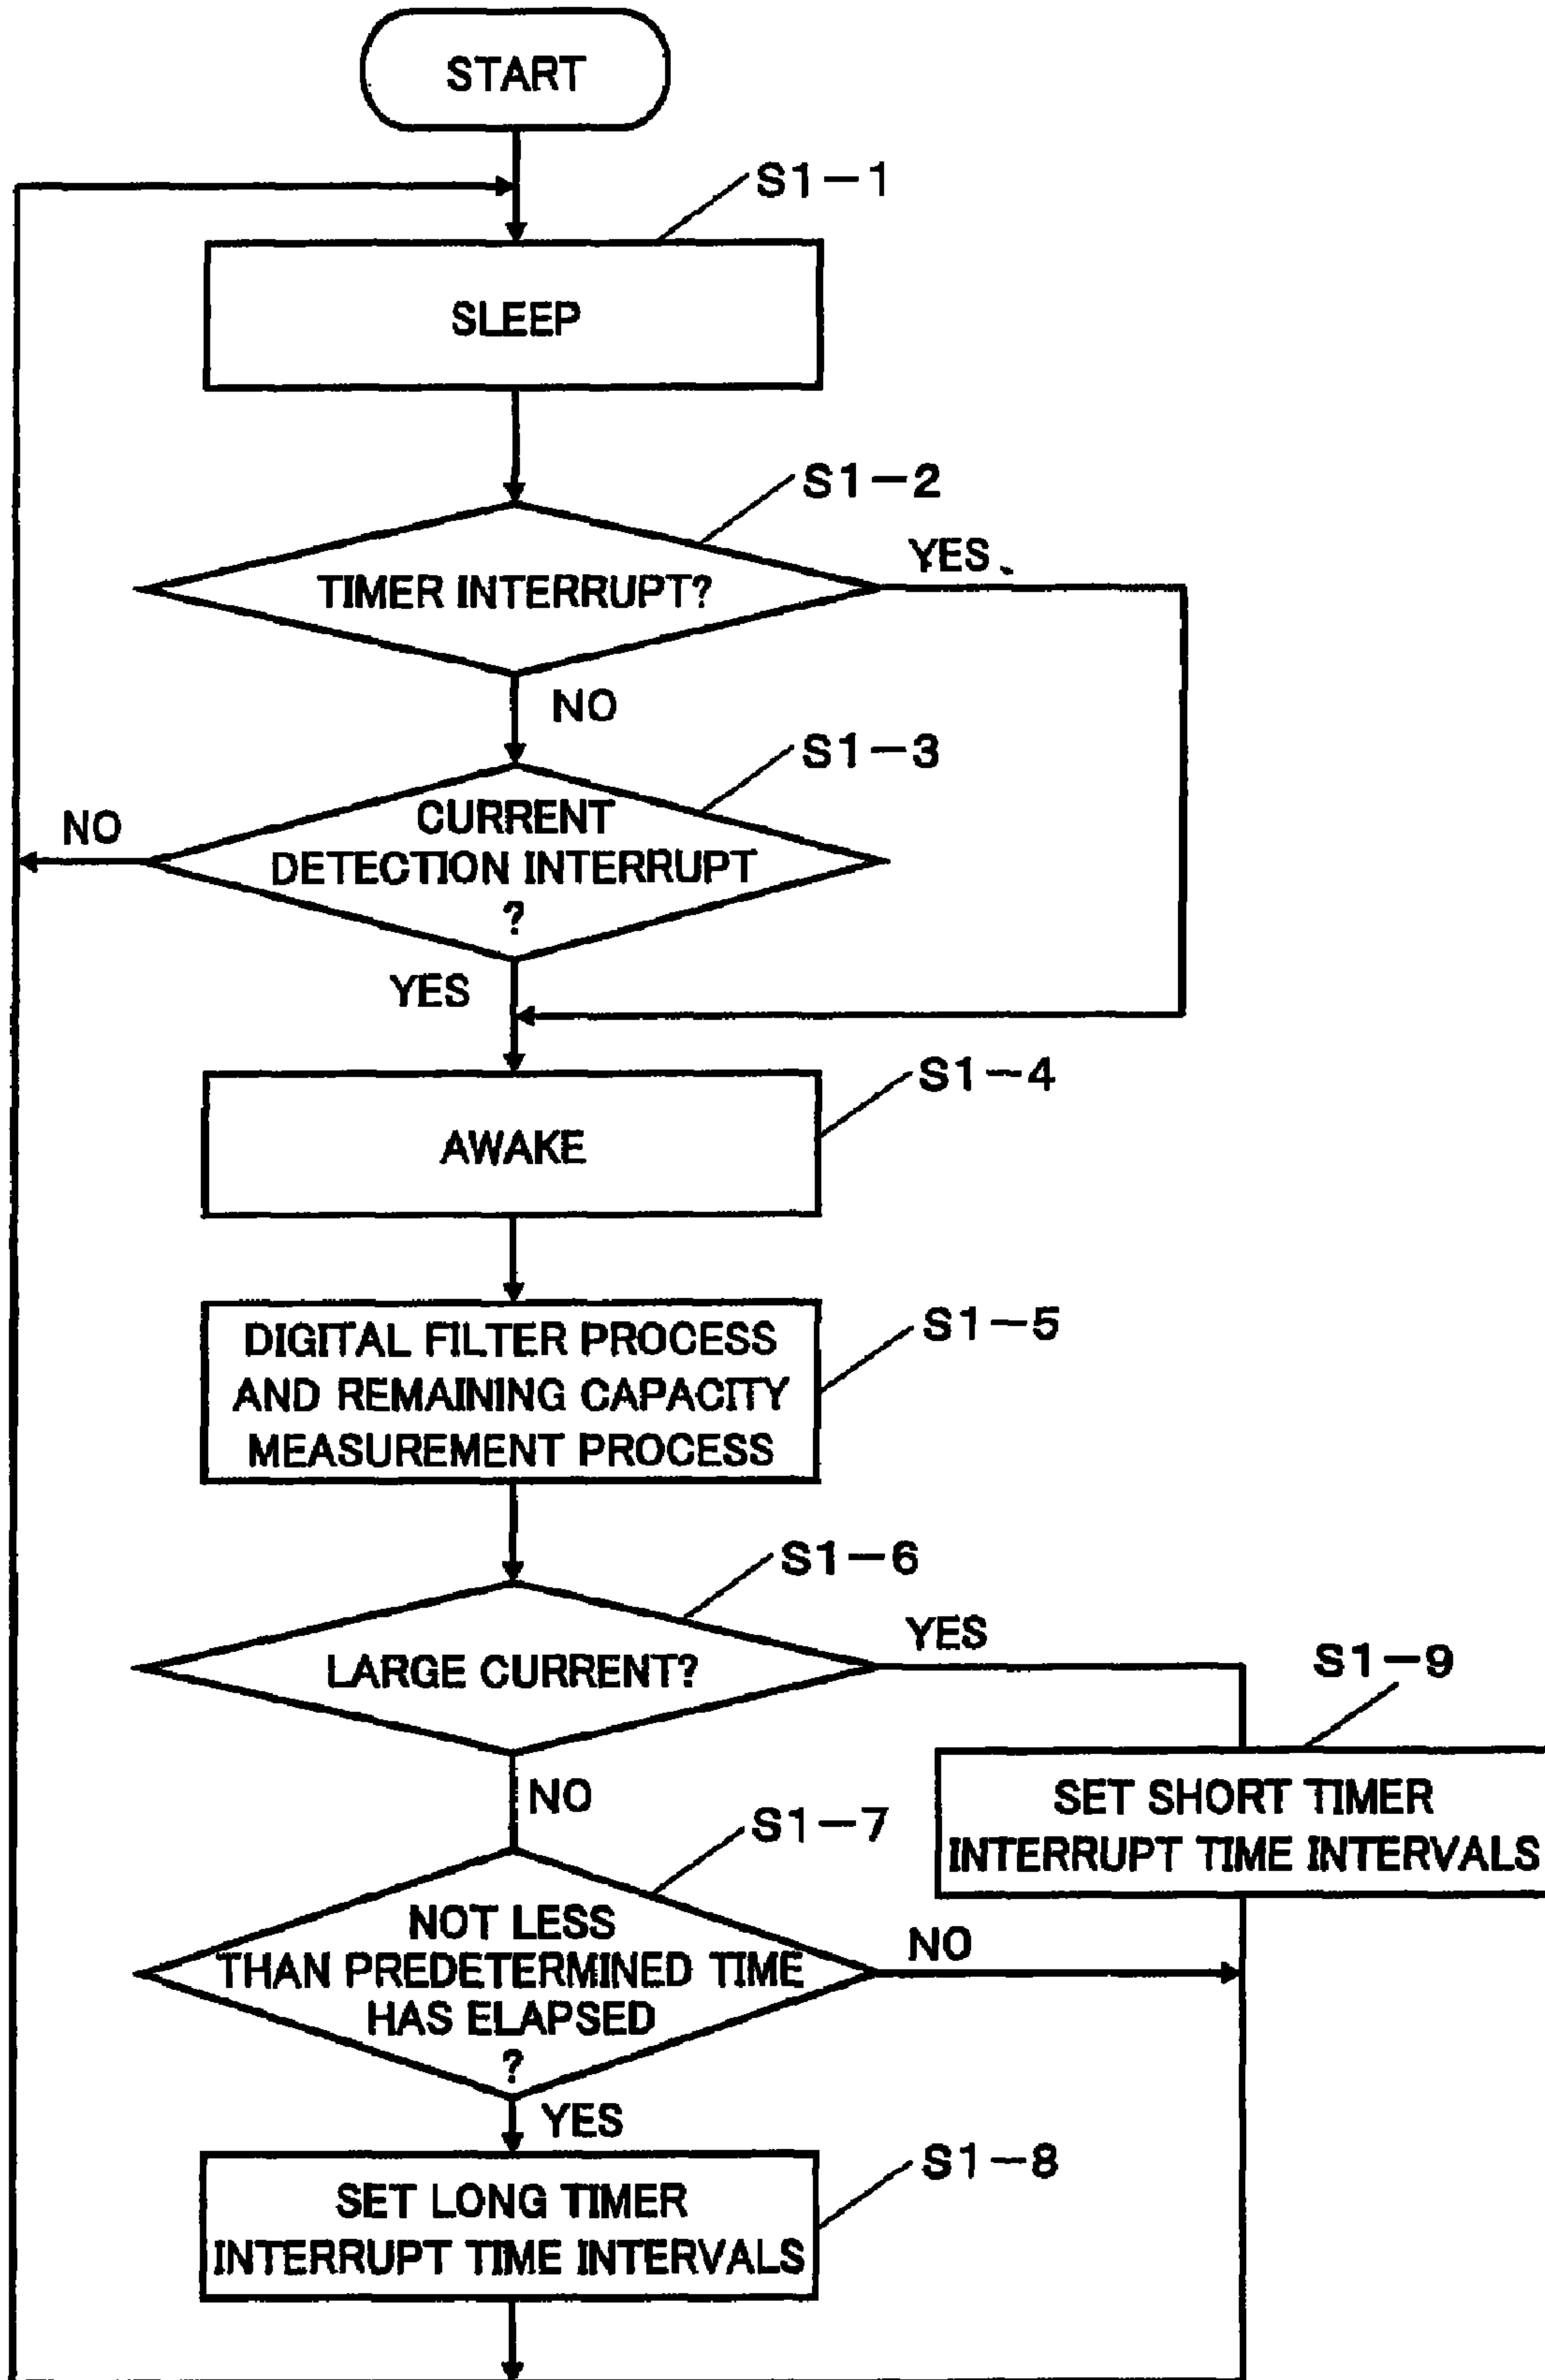 START
S1-1
SLEEP
S1-2
TIMER INTERRUPT?
YES
NO
S1-3
CURRENT
DETECTION INTERRUPT
?
NO
YES
S1-4
AWAKE
S1-5
DIGITAL FILTER PROCESS
AND REMAINING CAPACITY
MEASUREMENT PROCESS
S1-6
LARGE CURRENT?
YES
S1-9
SET SHORT TIMER
INTERRUPT TIME INTERVALS
NO
S1-7
NOT LESS
THAN PREDETERMINED TIME
HAS ELAPSED
?
NO
YES
S1-8
SET LONG TIMER
INTERRUPT TIME INTERVALS